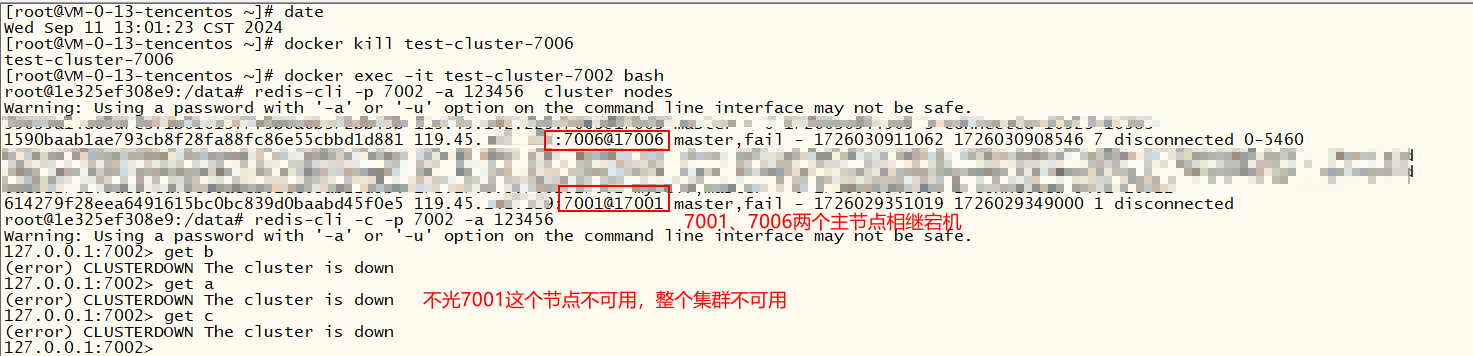 [root@VM-0-13-tencentos ~]# date
Wed Sep 11 13:01:23 CST 2024
[root@VM-0-13-tencentos ~]# docker kill test-cluster-7006
test-cluster-7006
[root@VM-0-13-tencentos ~]# docker exec -it test-cluster-7002 bash
root@1e325ef308e9:/data# redis-cli -p 7002 -a 123456  cluster nodes
Warning: Using a password with '-a' or '-u' option on the command line interface may not be safe.
1590baab1ae793cb8f28fa88fc86e55cbbd1d881 119.45. :7006@17006 master,fail - 1726030911062 1726030908546 7 disconnected 0-5460
614279f28eea6491615bc0bc839d0baabd45f0e5 119.45. :7001@17001 master,fail - 1726029351019 1726029349000 1 disconnected
root@1e325ef308e9:/data# redis-cli -c -p 7002 -a 123456
7001、7006两个主节点相继宕机
Warning: Using a password with '-a' or '-u' option on the command line interface may not be safe.
127.0.0.1:7002> get b
(error) CLUSTERDOWN The cluster is down
127.0.0.1:7002> get a
(error) CLUSTERDOWN The cluster is down
不光7001这个节点不可用，整个集群不可用
127.0.0.1:7002> get c
(error) CLUSTERDOWN The cluster is down
127.0.0.1:7002>